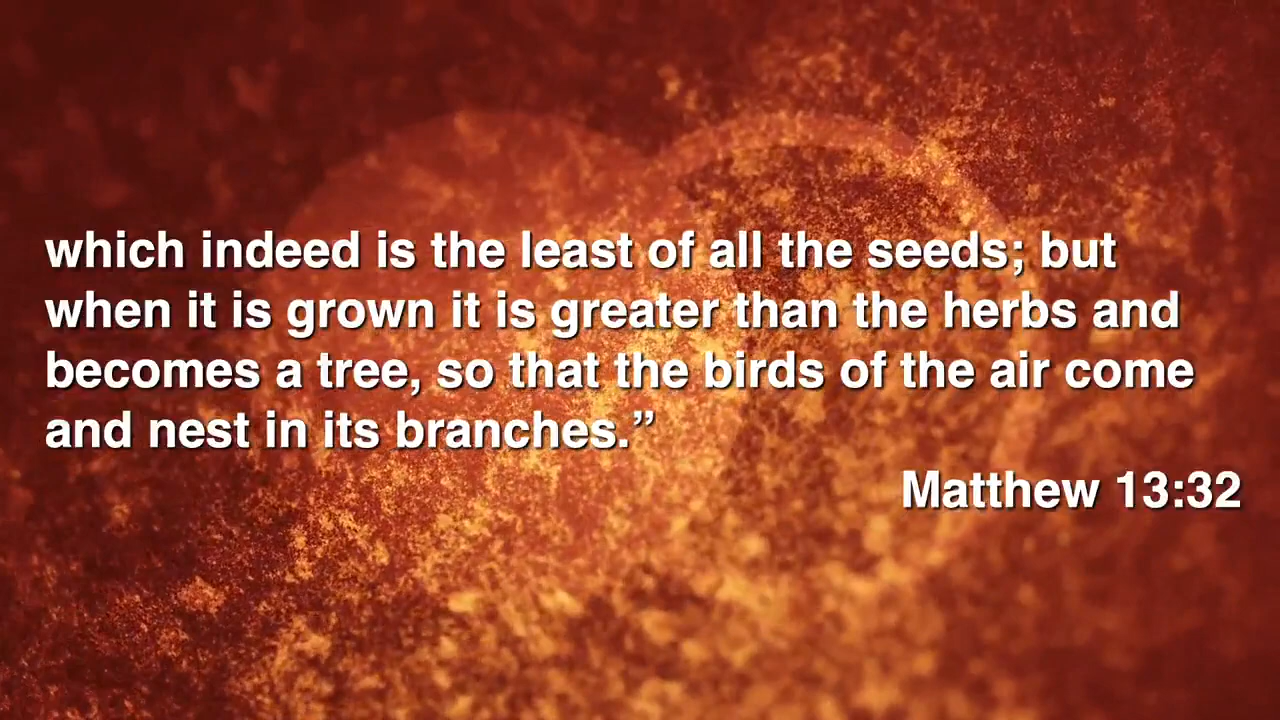 which indeed is the least of all the seeds; but
when it is grown it is greater than the herbs and
becomes a tree, so that the birds of the air come
and nest in its branches.”
Matthew 13:32